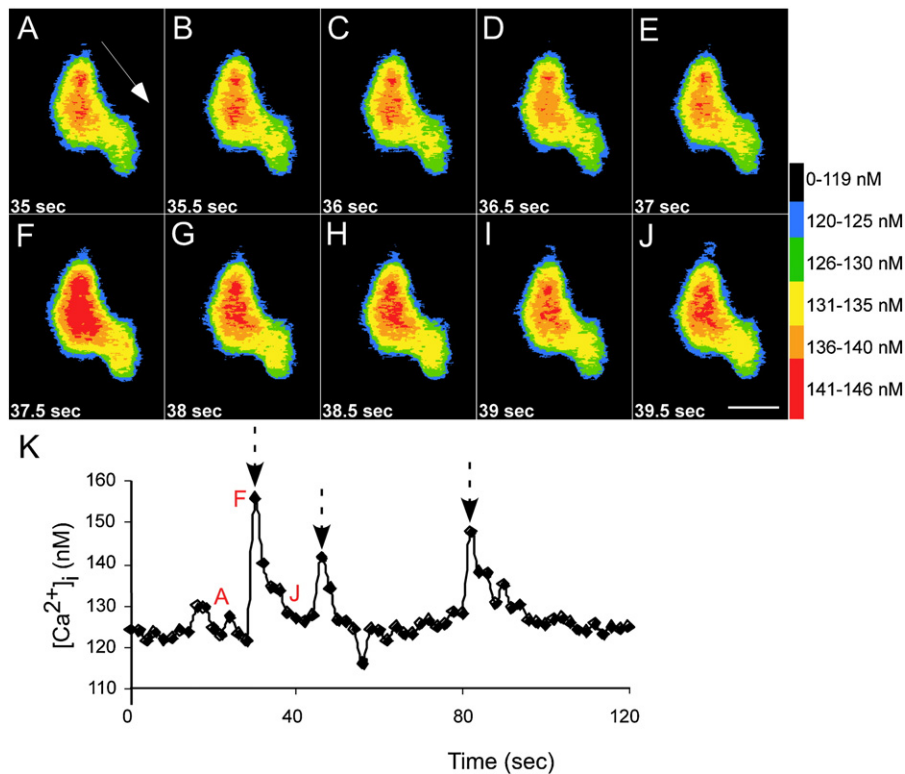 A B C D E
35 sec 35.5 sec 36 sec 36.5 sec 37 sec
F G H I J
37.5 sec 38 sec 38.5 sec 39 sec 39.5 sec
0-119 nM
120-125 nM
126-130 nM
131-135 nM
136-140 nM
141-146 nM
K
160
150
140
130
120
110
[Ca2+]i (nM)
F
A
J
0 40 80 120
Time (sec)